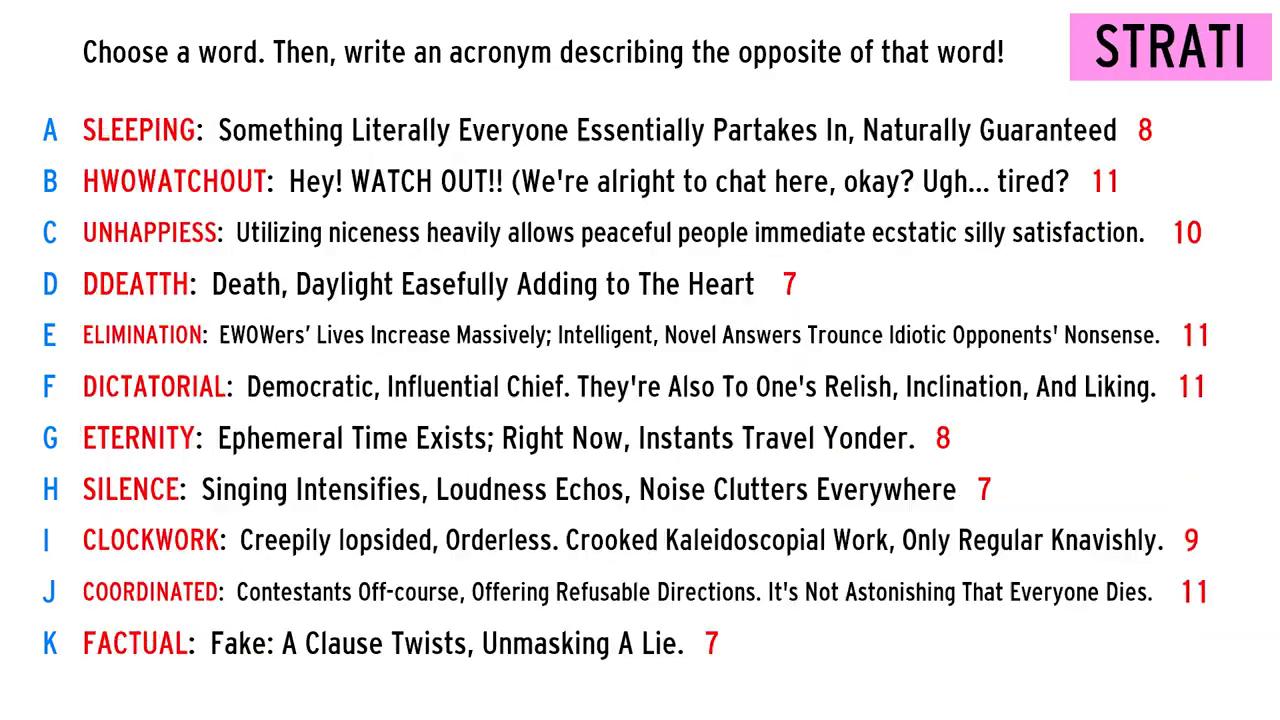 Choose a word. Then, write an acronym describing the opposite of that word!
STRATI
A SLEEPING: Something Literally Everyone Essentially Partakes In, Naturally Guaranteed 8
B HWOWATCHOUT: Hey! WATCH OUT!! (We're alright to chat here, okay? Ugh... tired? 11
C UNHAPPIESS: Utilizing niceness heavily allows peaceful people immediate ecstatic silly satisfaction. 10
D DDEATTH: Death, Daylight Easefully Adding to The Heart 7
E ELIMINATION: EWOWers’ Lives Increase Massively; Intelligent, Novel Answers Trounce Idiotic Opponents' Nonsense. 11
F DICTATORIAL: Democratic, Influential Chief. They're Also To One's Relish, Inclination, And Liking. 11
G ETERNITY: Ephemeral Time Exists; Right Now, Instants Travel Yonder. 8
H SILENCE: Singing Intensifies, Loudness Echos, Noise Clutters Everywhere 7
I CLOCKWORK: Creepily lopsided, Orderless. Crooked Kaleidoscopial Work, Only Regular Knavishly. 9
J COORDINATED: Contestants Off-course, Offering Refusable Directions. It's Not Astonishing That Everyone Dies. 11
K FACTUAL: Fake: A Clause Twists, Unmasking A Lie. 7